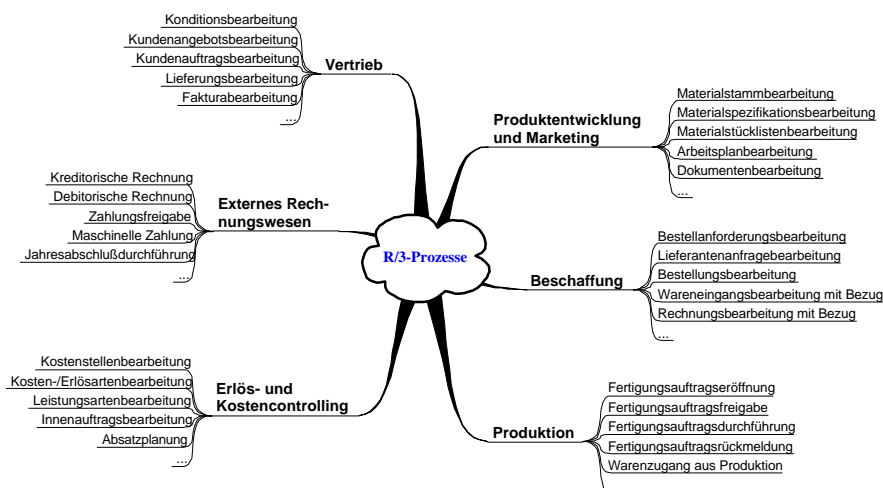 Konditionsbearbeitung
Kundenangebotsbearbeitung
Kundenauftragsbearbeitung
Lieferungsbearbeitung
Fakturabearbeitung
...
Vertrieb
Produktentwicklung
und Marketing
Materialstammbearbeitung
Materialspezifikationsbearbeitung
Materialstücklistenbearbeitung
Arbeitsplanbearbeitung
Dokumentenbearbeitung
...
Kreditorische Rechnung
Debitorische Rechnung
Zahlungsfreigabe
Maschinelle Zahlung
Jahresabschlußdurchführung
...
Externes Rech-
nungswesen
R/3-Prozesse
Beschaffung
Bestellanforderungsbearbeitung
Lieferantenanfragebearbeitung
Bestellungsbearbeitung
Wareneingangsbearbeitung mit Bezug
Rechnungsbearbeitung mit Bezug
...
Kostenstellenbearbeitung
Kosten-/Erlösartenbearbeitung
Leistungsartenbearbeitung
Innenauftragsbearbeitung
Absatzplanung
...
Erlös- und
Kostencontrolling
Produktion
Fertigungsauftragseröffnung
Fertigungsauftragsfreigabe
Fertigungsauftragsdurchführung
Fertigungsauftragsrückmeldung
Warenzugang aus Produktion